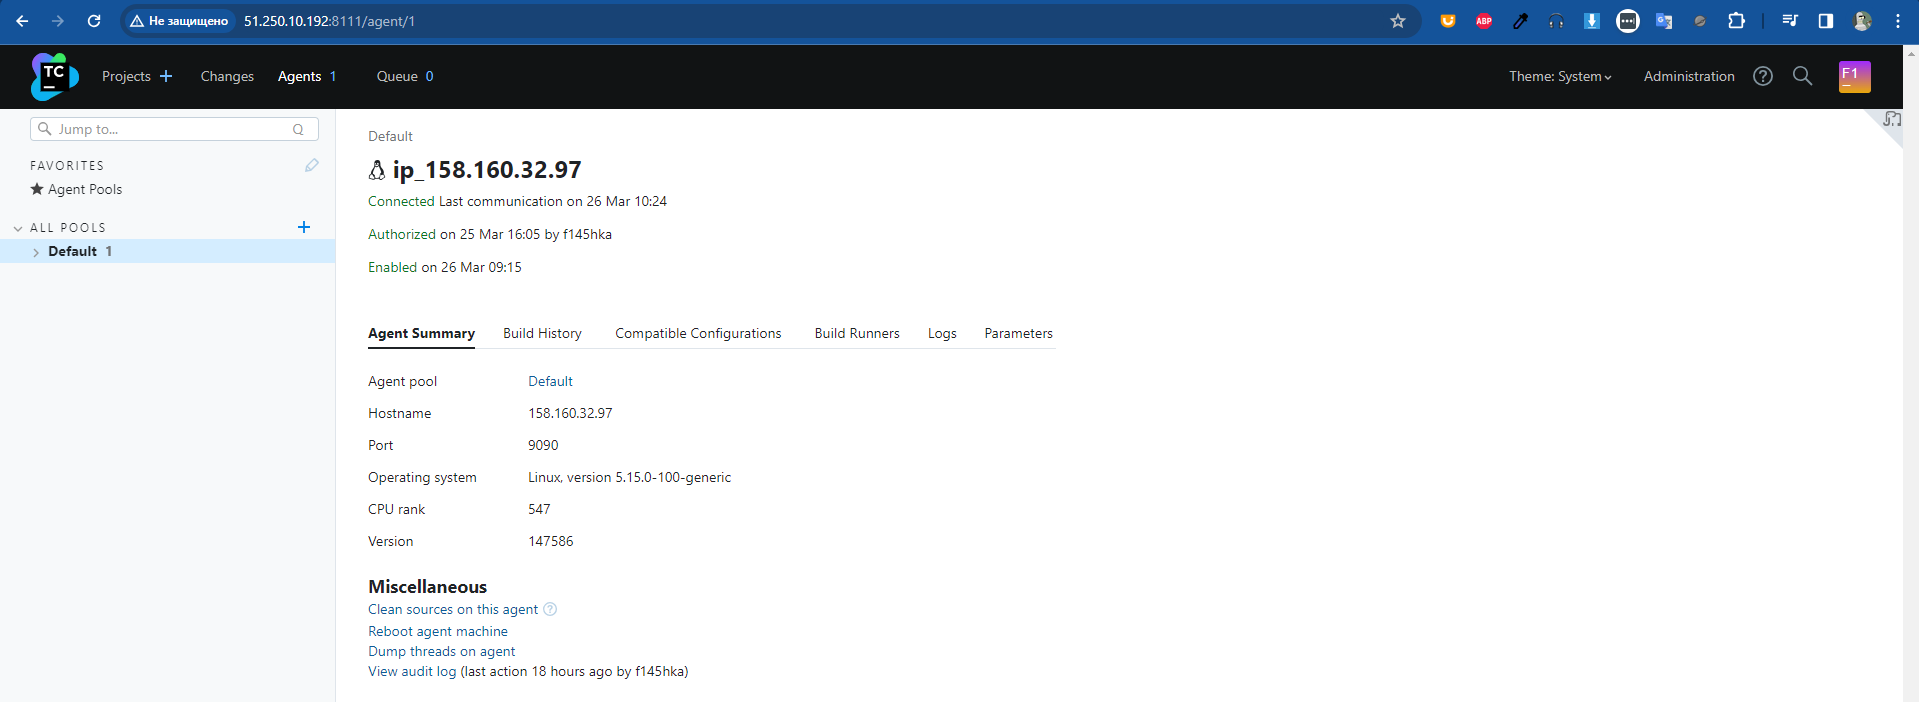 Не защищено 51.250.10.192:8111/agent/1
ABP
TC
Projects Changes Agents 1 Queue 0 Theme: System Administration F1
Jump to... Q
FAVORITES
Agent Pools
ALL POOLS
Default 1
Default
ip_158.160.32.97
Connected Last communication on 26 Mar 10:24
Authorized on 25 Mar 16:05 by f145hka
Enabled on 26 Mar 09:15
Agent Summary Build History Compatible Configurations Build Runners Logs Parameters
Agent pool Default
Hostname 158.160.32.97
Port 9090
Operating system Linux, version 5.15.0-100-generic
CPU rank 547
Version 147586
Miscellaneous
Clean sources on this agent
Reboot agent machine
Dump threads on agent
View audit log (last action 18 hours ago by f145hka)